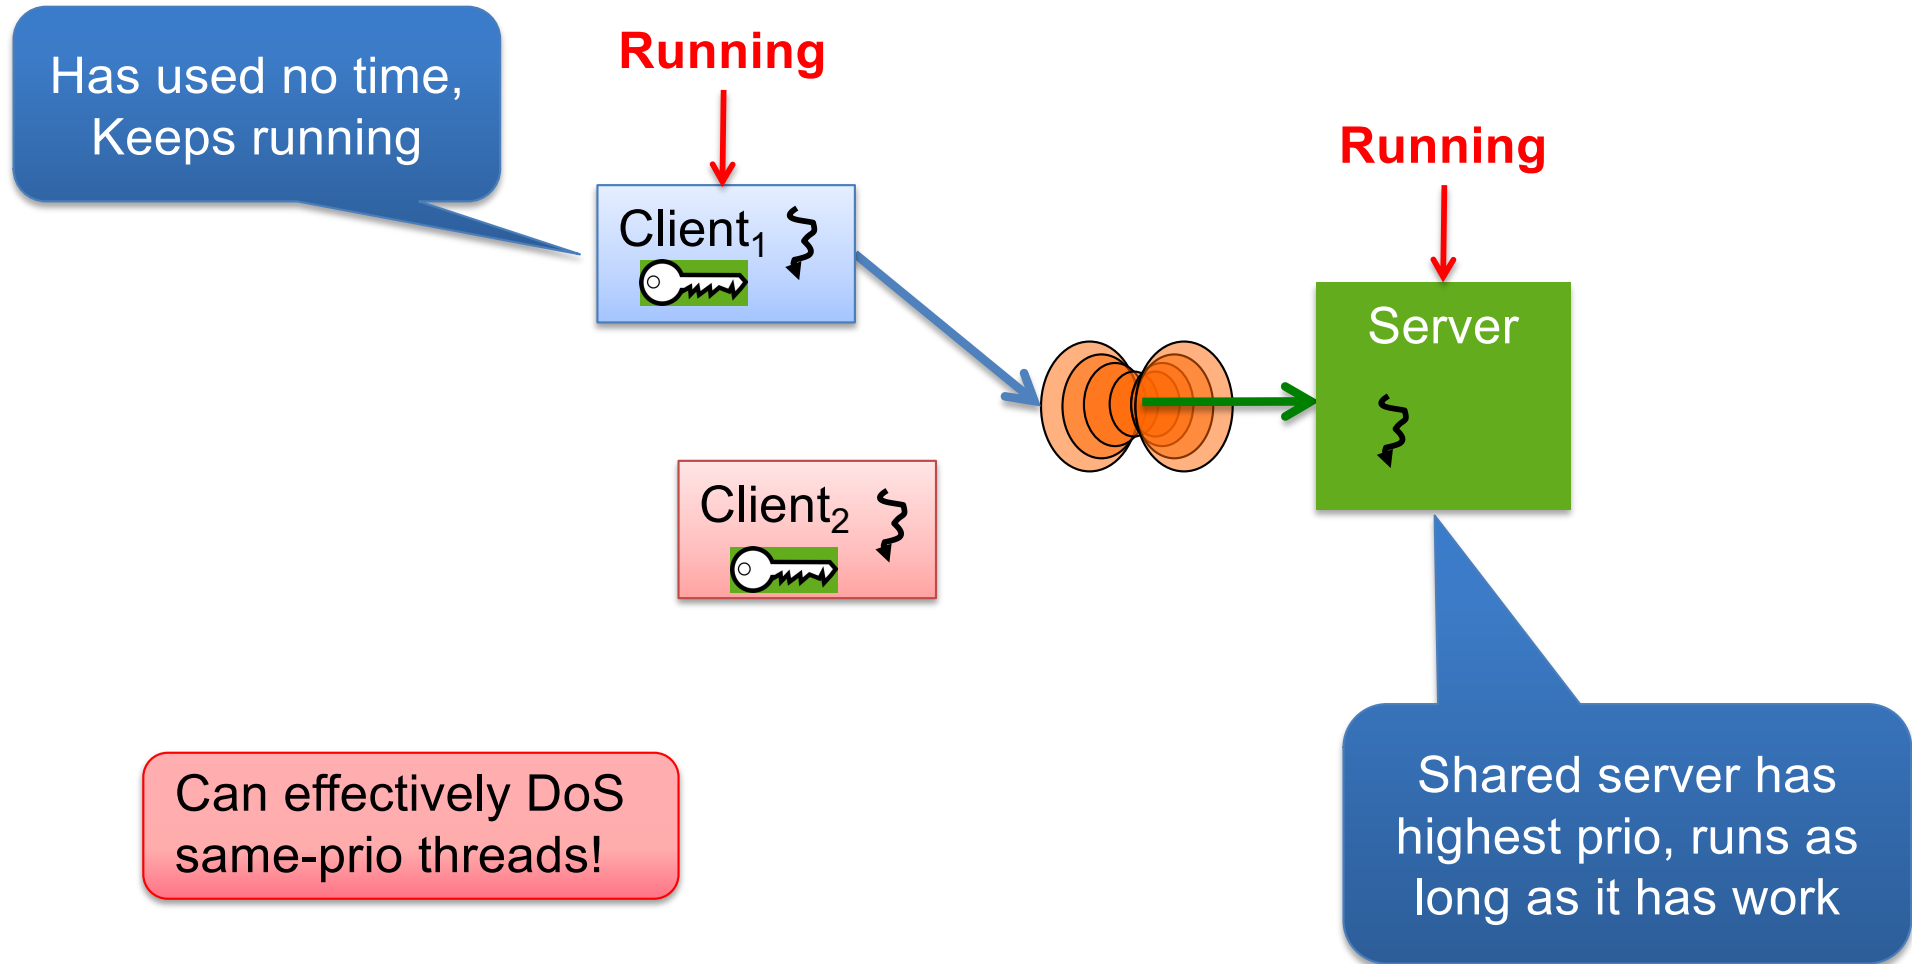 Has used no time,
Keeps running
Running
Running
Client₁
Server
Client₂
Can effectively DoS
same-prio threads!
Shared server has
highest prio, runs as
long as it has work